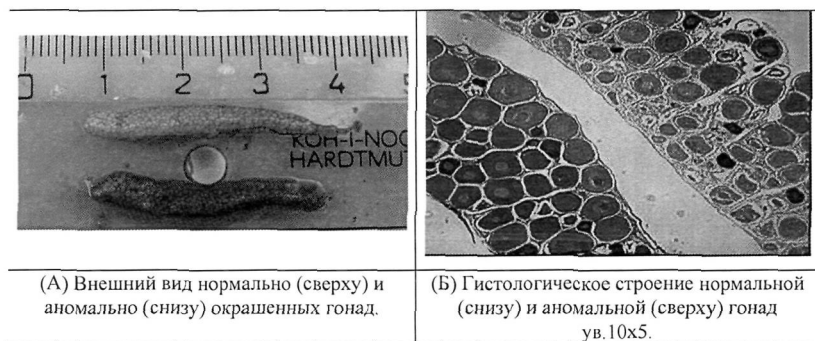 0 1 2 3 4 5
KOH-I-NOO
HARDTMUT
(А) Внешний вид нормально (сверху) и
аномально (снизу) окрашенных гонад.
(Б) Гистологическое строение нормальной
(снизу) и аномальной (сверху) гонад
ув.10x5.